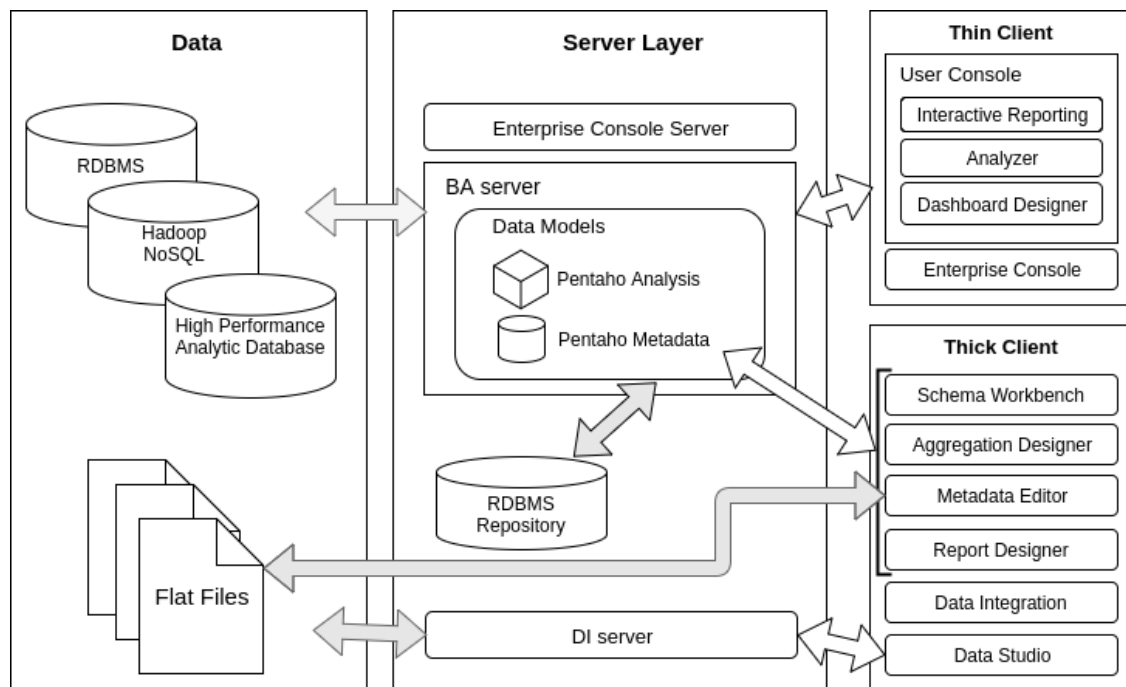 Data
RDBMS
Hadoop
NoSQL
High Performance
Analytic Database
Flat Files
Server Layer
Enterprise Console Server
BA server
Data Models
Pentaho Analysis
Pentaho Metadata
RDBMS
Repository
DI server
Thin Client
User Console
Interactive Reporting
Analyzer
Dashboard Designer
Enterprise Console
Thick Client
Schema Workbench
Aggregation Designer
Metadata Editor
Report Designer
Data Integration
Data Studio